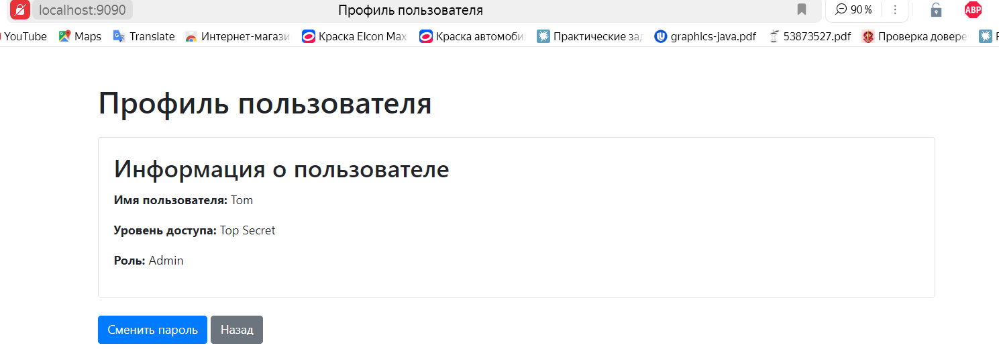 localhost:9090 Профиль пользователя 90 % ABP
YouTube Maps Translate Интернет-магази Краска Elcon Max Краска автомоби Практические зад graphics-java.pdf 53873527.pdf Проверка довере
Профиль пользователя
Информация о пользователе
Имя пользователя: Tom
Уровень доступа: Top Secret
Роль: Admin
Сменить пароль Назад